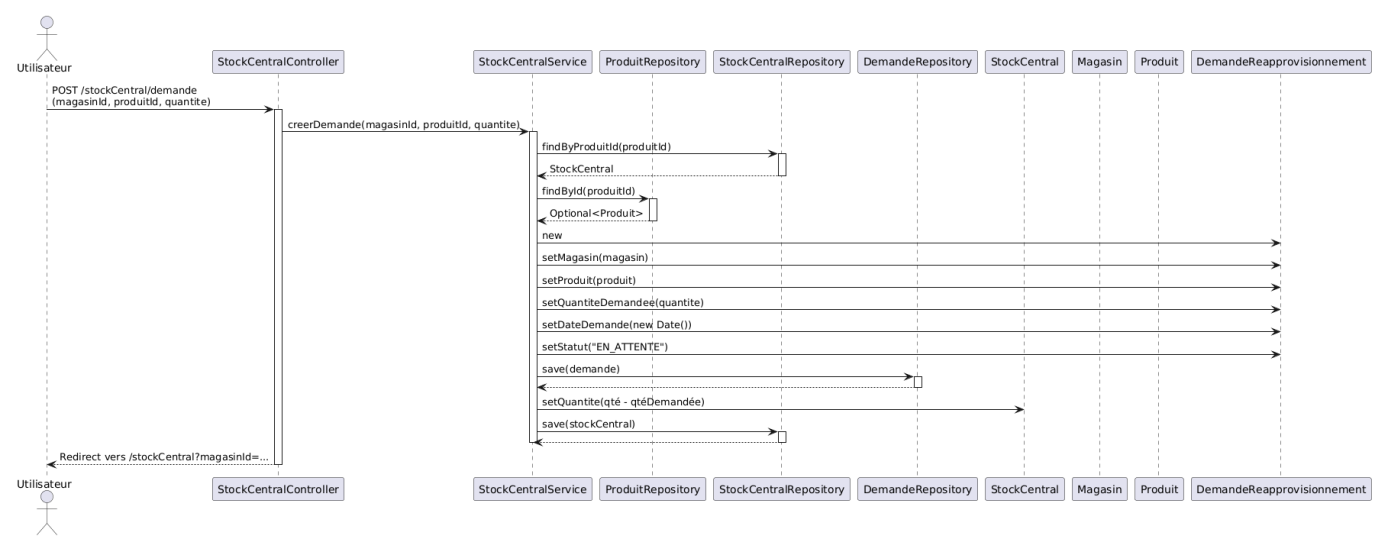 Utilisateur
StockCentralController
StockCentralService
ProduitRepository
StockCentralRepository
DemandeRepository
StockCentral
Magasin
Produit
DemandeReapprovisionnement
POST /stockCentral/demande
(magasinId, produitId, quantite)
creerDemande(magasinId, produitId, quantite)
findByProduitId(produitId)
StockCentral
findById(produitId)
Optional<Produit>
new
setMagasin(magasin)
setProduit(produit)
setQuantiteDemandee(quantite)
setDateDemande(new Date())
setStatut("EN_ATTENTE")
save(demande)
setQuantite(qté - qtéDemandée)
save(stockCentral)
Redirect vers /stockCentral?magasinId=...
Utilisateur
StockCentralController
StockCentralService
ProduitRepository
StockCentralRepository
DemandeRepository
StockCentral
Magasin
Produit
DemandeReapprovisionnement